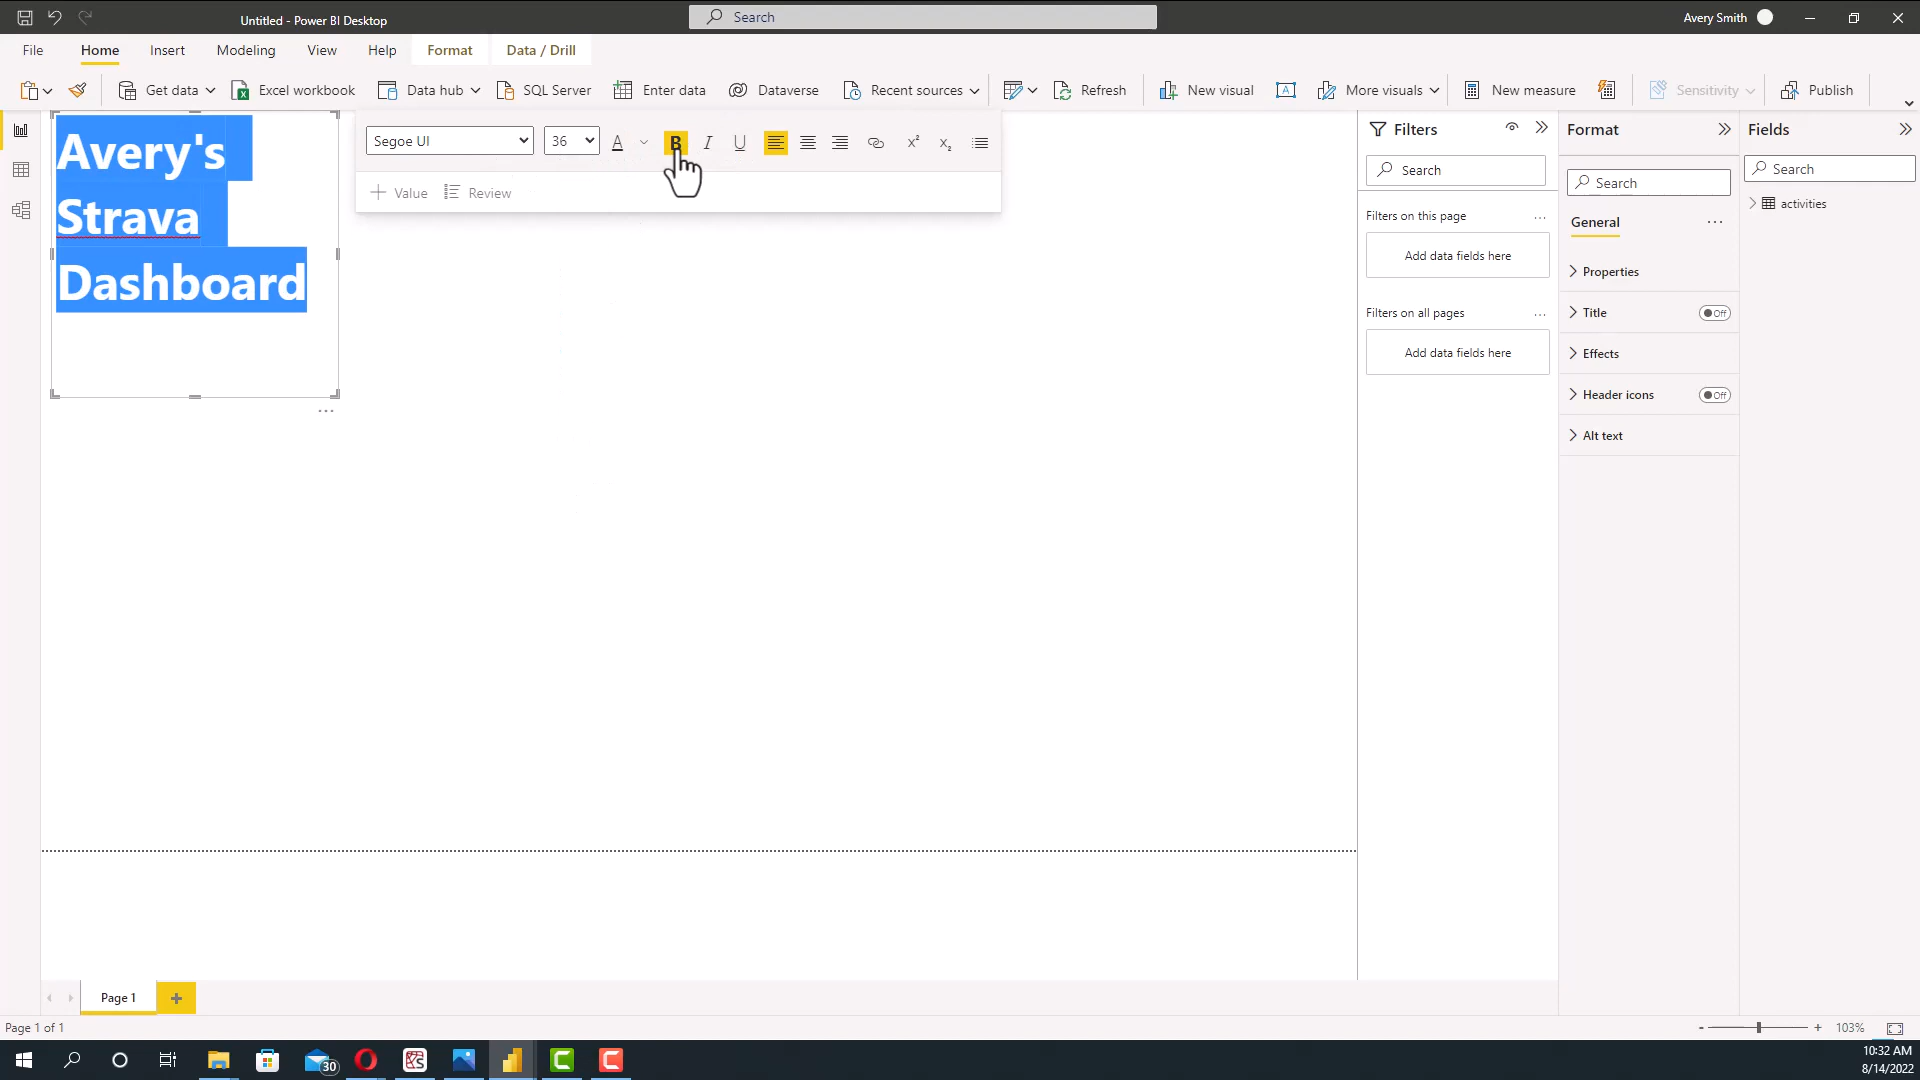 Untitled - Power BI Desktop
Search
Avery Smith
File
Home
Insert
Modeling
View
Help
Format
Data / Drill
Get data
Excel workbook
Data hub
SQL Server
Enter data
Dataverse
Recent sources
Refresh
New visual
More visuals
New measure
Sensitivity
Publish
Avery's
Strava
Dashboard
Segoe UI
36
A
B
I
U
Value
Review
Filters
Search
Filters on this page
Add data fields here
Filters on all pages
Add data fields here
Format
Search
General
Properties
Title
Off
Effects
Header icons
Off
Alt text
Fields
Search
activities
Page 1
Page 1 of 1
103%
30
10:32 AM
8/14/2022